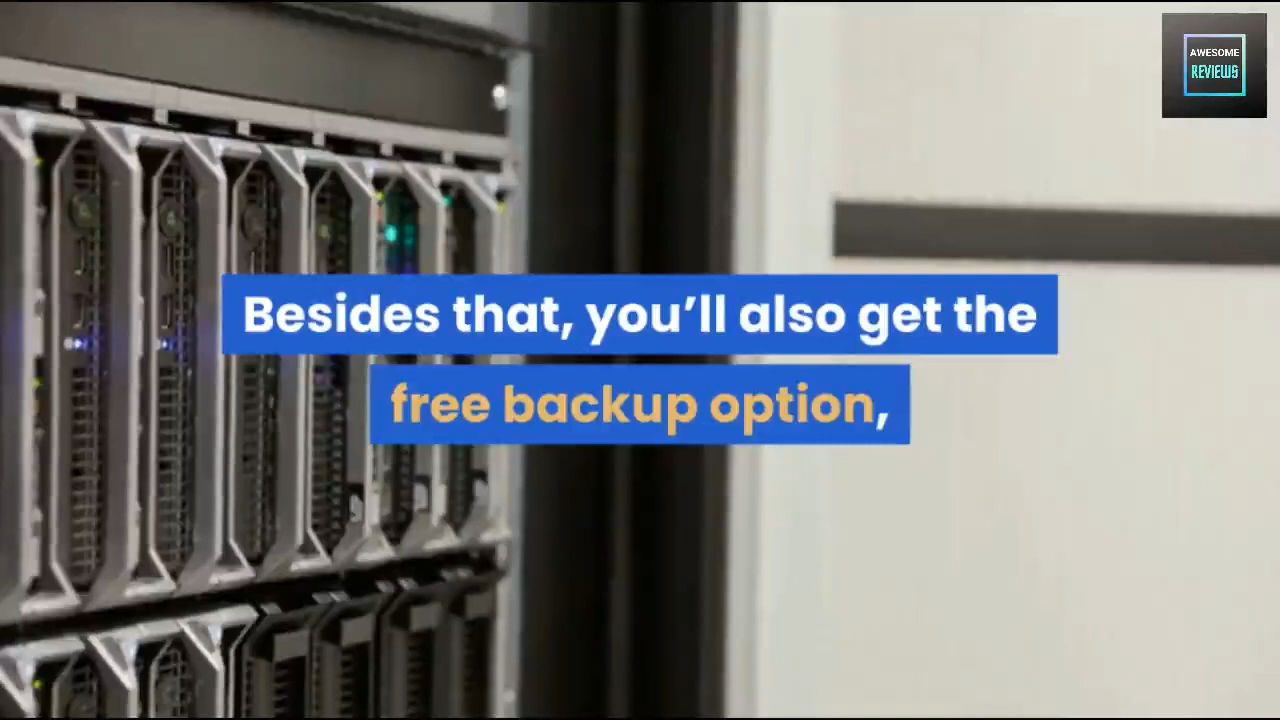 AWESOME
REVIEWS
Besides that, you’ll also get the
free backup option,